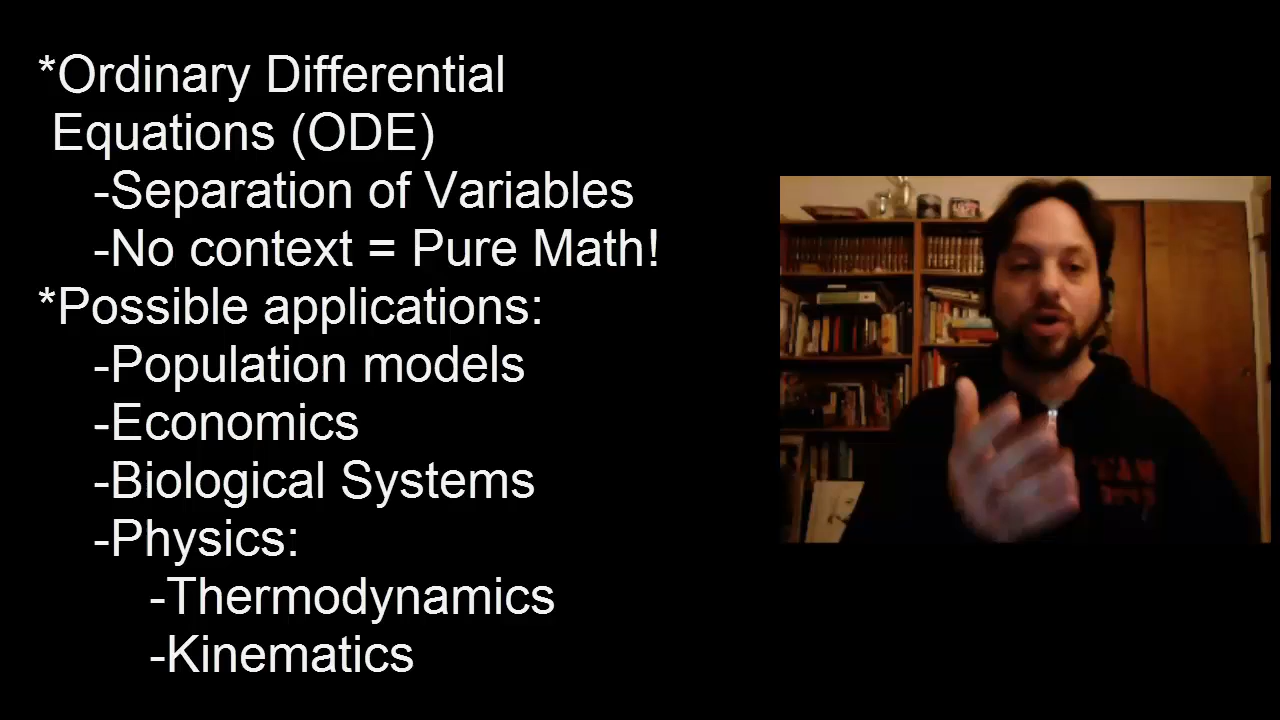 *Ordinary Differential
Equations (ODE)
-Separation of Variables
-No context = Pure Math!
*Possible applications:
-Population models
-Economics
-Biological Systems
-Physics:
-Thermodynamics
-Kinematics